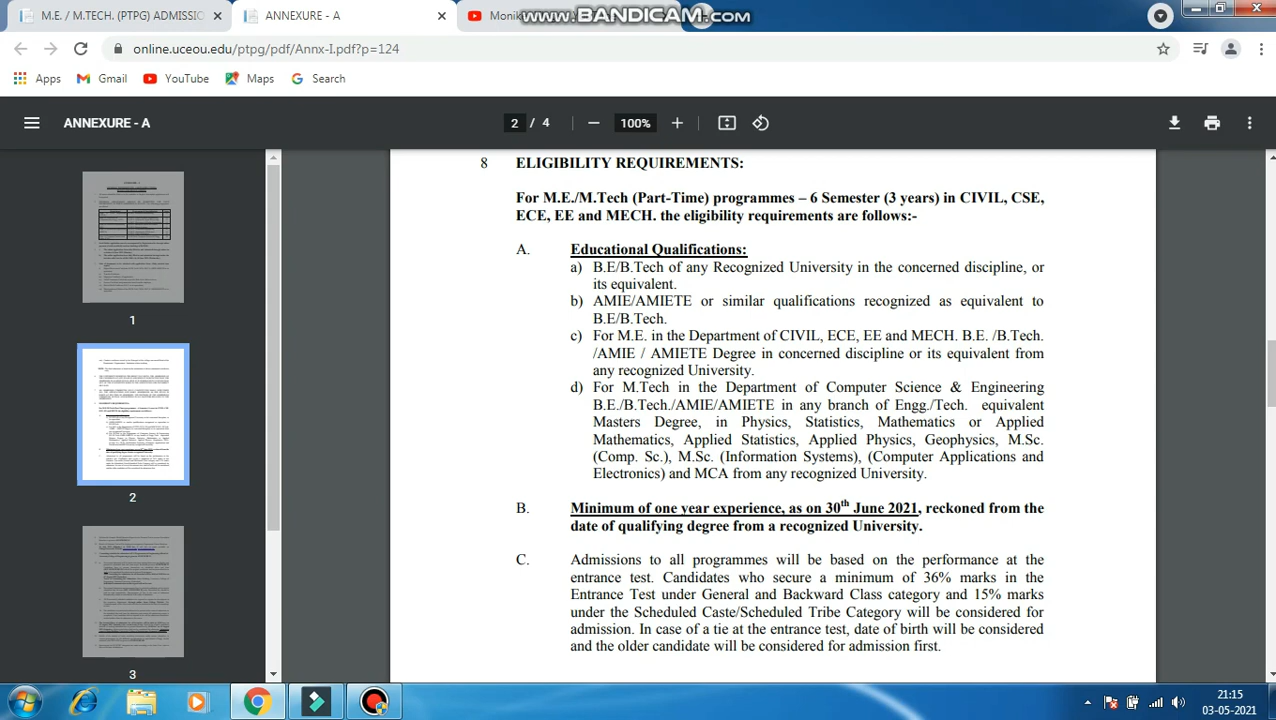 M.E. / M.TECH. (PTPG) ADMISSI
ANNEXURE - A
Moni
www.BANDICAM.com
online.uceou.edu/ptpg/pdf/Annx-I.pdf?p=124
Apps
Gmail
YouTube
Maps
Search
ANNEXURE - A
2 / 4
100%
8 ELIGIBILITY REQUIREMENTS:
For M.E./M.Tech (Part-Time) programmes – 6 Semester (3 years) in CIVIL, CSE,
ECE, EE and MECH. the eligibility requirements are follows:-
A. Educational Qualifications:
a) B.E/B.Tech of any Recognized University in the concerned discipline, or
its equivalent.
b) AMIE/AMIETE or similar qualifications recognized as equivalent to
B.E/B.Tech.
c) For M.E. in the Department of CIVIL, ECE, EE and MECH. B.E. /B.Tech.
/AMIE / AMIETE Degree in concerned discipline or its equivalent from
any recognized University.
d) For M.Tech in the Department of Computer Science & Engineering
B.E./B.Tech./AMIE/AMIETE in any branch of Engg./Tech. equivalent
Masters Degree, in Physics, Statistics, Mathematics or Applied
Mathematics, Applied Statistics, Applied Physics, Geophysics, M.Sc.
(Comp. Sc.), M.Sc. (Information Systems), (Computer Applications and
Electronics) and MCA from any recognized University.
B. Minimum of one year experience, as on 30th June 2021, reckoned from the
date of qualifying degree from a recognized University.
C. Admissions to all programmes will be based on the performance at the
entrance test. Candidates who secure a minimum of 36% marks in the
Entrance Test under General and Backward Class category and 15% marks
under the Scheduled Caste/Scheduled Tribe Category will be considered for
admission. In case of a tie at the entrance test, date of birth will be considered
and the older candidate will be considered for admission first.
1
2
3
21:15
03-05-2021